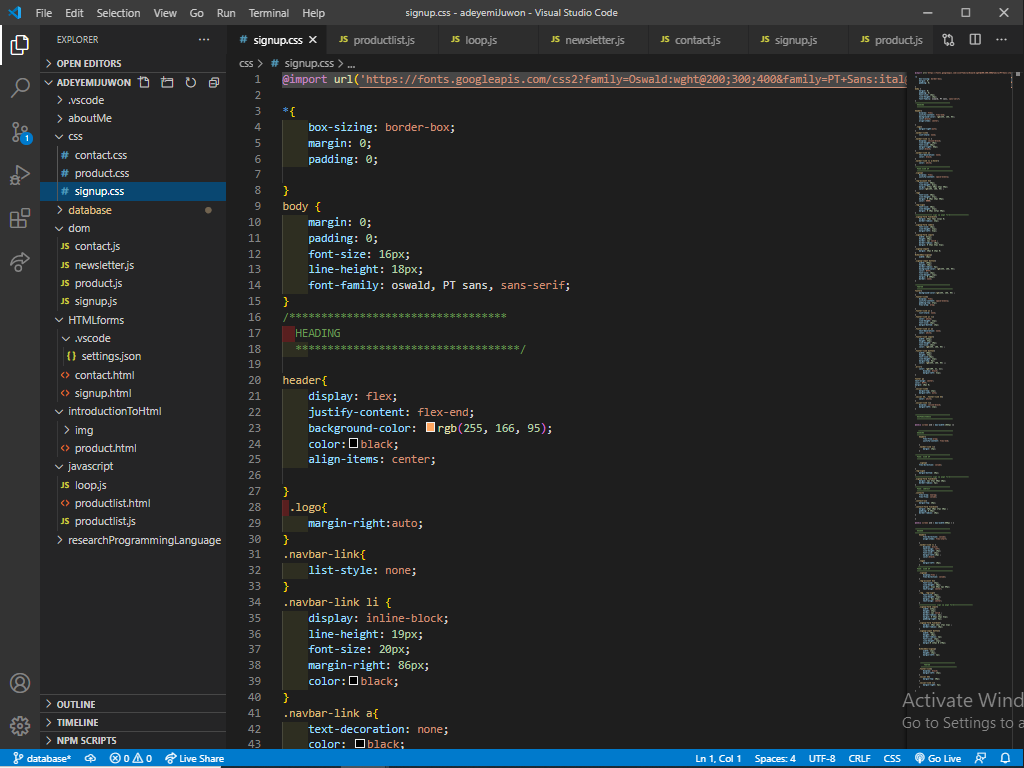 File Edit Selection View Go Run Terminal Help signup.css - adeyemiJuwon - Visual Studio Code
EXPLORER
OPEN EDITORS
ADEYEMIJUWON
.vscode
aboutMe
css
# contact.css
# product.css
# signup.css
database
dom
JS contact.js
JS newsletter.js
JS product.js
JS signup.js
HTMLforms
.vscode
{} settings.json
<> contact.html
<> signup.html
introductionToHtml
img
<> product.html
javascript
JS loop.js
<> productlist.html
JS productlist.js
researchProgrammingLanguage
OUTLINE
TIMELINE
NPM SCRIPTS
1
# signup.css JS productlist.js JS loop.js JS newsletter.js JS contact.js JS signup.js JS product.js
css > # signup.css > ...
1 @import url('https://fonts.googleapis.com/css2?family=Oswald:wght@200;300;400&family=PT+Sans:ital
2
3 *{
4 box-sizing: border-box;
5 margin: 0;
6 padding: 0;
7
8 }
9 body {
10 margin: 0;
11 padding: 0;
12 font-size: 16px;
13 line-height: 18px;
14 font-family: oswald, PT sans, sans-serif;
15 }
16 /**********************************
17 HEADING
18 ***********************************/
19
20 header{
21 display: flex;
22 justify-content: flex-end;
23 background-color: rgb(255, 166, 95);
24 color: black;
25 align-items: center;
26
27 }
28 .logo{
29 margin-right:auto;
30 }
31 .navbar-link{
32 list-style: none;
33 }
34 .navbar-link li {
35 display: inline-block;
36 line-height: 19px;
37 font-size: 20px;
38 margin-right: 86px;
39 color: black;
40 }
41 .navbar-link a{
42 text-decoration: none;
43 color: black;
Activate Wind
Go to Settings to a
database* 0 0 Live Share Ln 1, Col 1 Spaces: 4 UTF-8 CRLF CSS Go Live